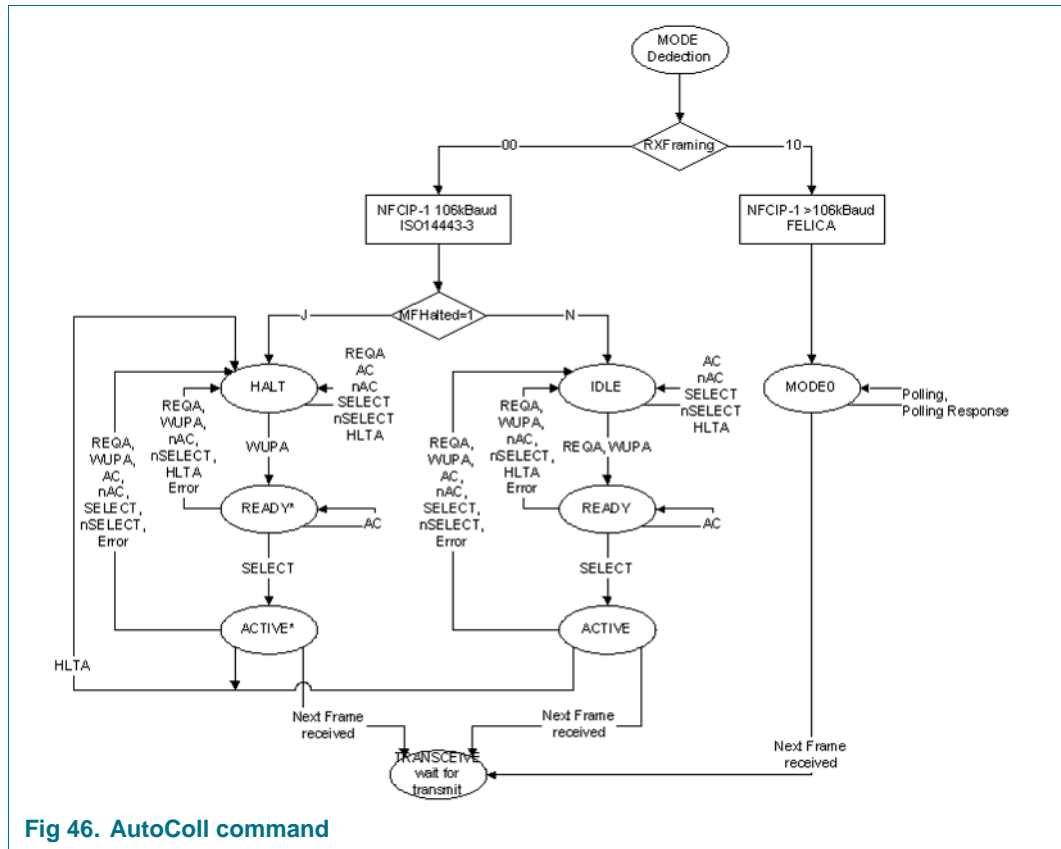 MODE
Dedection
RXFraming
00
10
NFCIP-1 106kBaud
ISO14443-3
NFCIP-1 >106kBaud
FELICA
MFHalted=1
J
N
HALT
REQA
AC
nAC
SELECT
nSELECT
HLTA
REQA,
WUPA,
nAC,
nSELECT,
HLTA
Error
REQA,
WUPA,
AC,
nAC,
SELECT,
nSELECT,
Error
WUPA
READY*
AC
SELECT
ACTIVE*
HLTA
IDLE
AC
nAC
SELECT
nSELECT
HLTA
REQA,
WUPA,
nAC,
nSELECT,
HLTA
Error
REQA,
WUPA,
AC,
nAC,
SELECT,
nSELECT,
Error
REQA, WUPA
READY
AC
SELECT
ACTIVE
MODE0
Polling,
Polling Response
Next Frame
received
Next Frame
received
Next Frame
received
TRANSCEIVE
wait for
transmit
Fig 46. AutoColl command